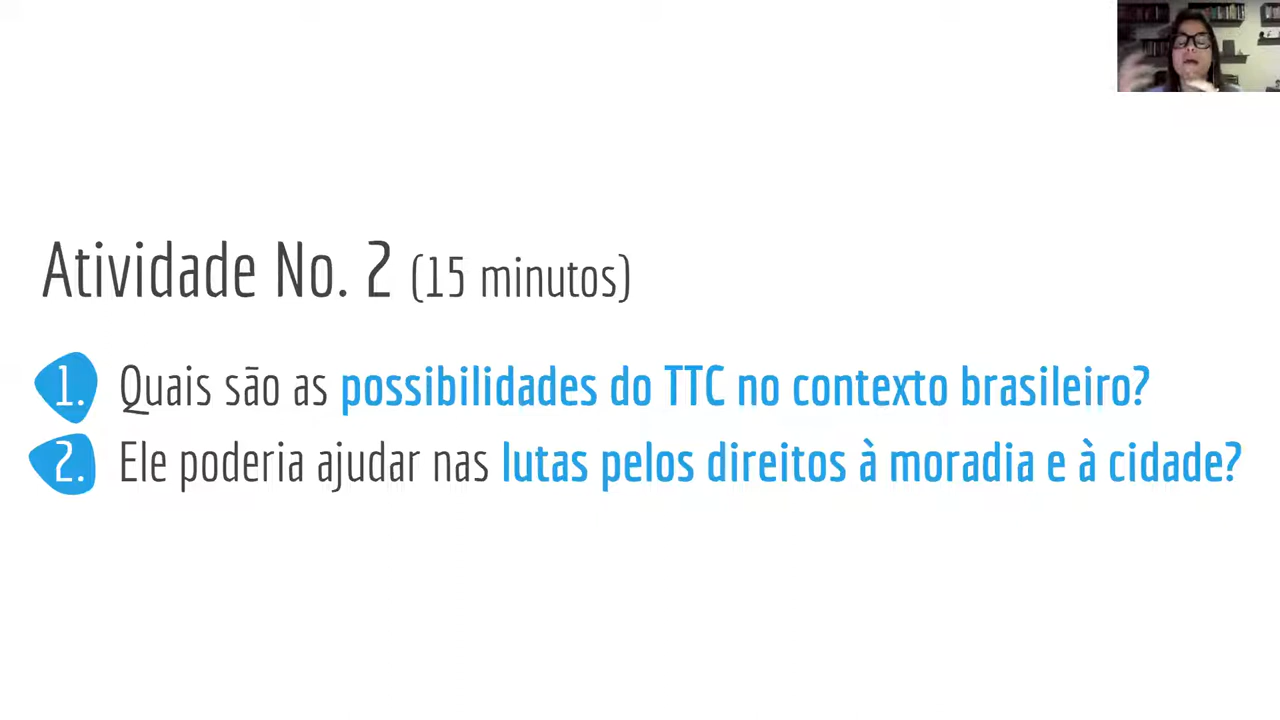 Atividade No. 2 (15 minutos)
1. Quais são as possibilidades do TTC no contexto brasileiro?
2. Ele poderia ajudar nas lutas pelos direitos à moradia e à cidade?